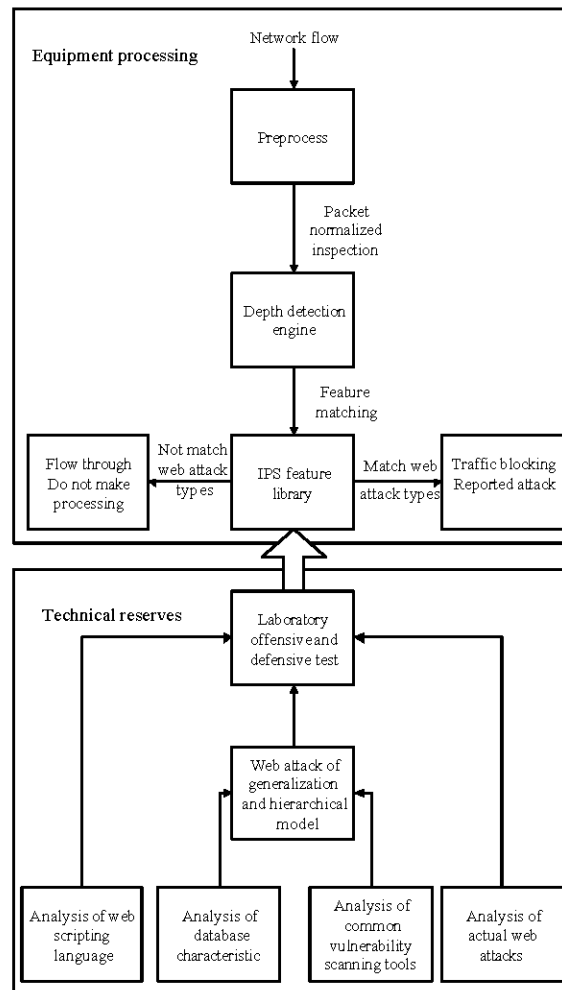 Network flow
Equipment processing
Preprocess
Packet
normalized
inspection
Depth detection
engine
Feature
matching
Flow through
Do not make
processing
Not match
web attack
types
IPS feature
library
Match web
attack types
Traffic blocking
Reported attack
Technical reserves
Laboratory
offensive and
defensive test
Web attack of
generalization
and hierarchical
model
Analysis of web
scripting
language
Analysis of
database
characteristic
Analysis of
common
vulnerability
scanning tools
Analysis of
actual web
attacks